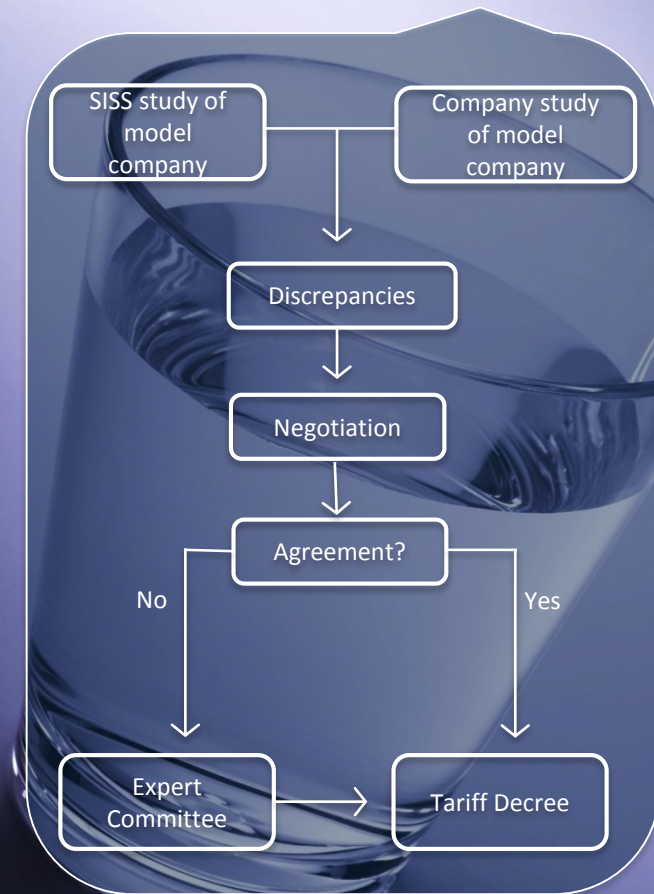 SISS study of
model
company
Company study
of model
company
Discrepancies
Negotiation
Agreement?
No
Yes
Expert
Committee
Tariff Decree